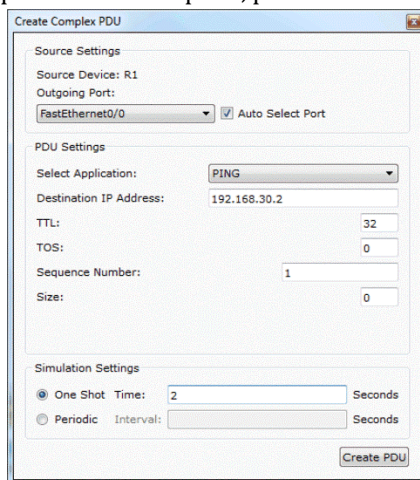 Create Complex PDU
Source Settings
Source Device: R1
Outgoing Port:
FastEthernet0/0 Auto Select Port
PDU Settings
Select Application: PING
Destination IP Address: 192.168.30.2
TTL: 32
TOS: 0
Sequence Number: 1
Size: 0
Simulation Settings
One Shot Time: 2 Seconds
Periodic Interval: Seconds
Create PDU